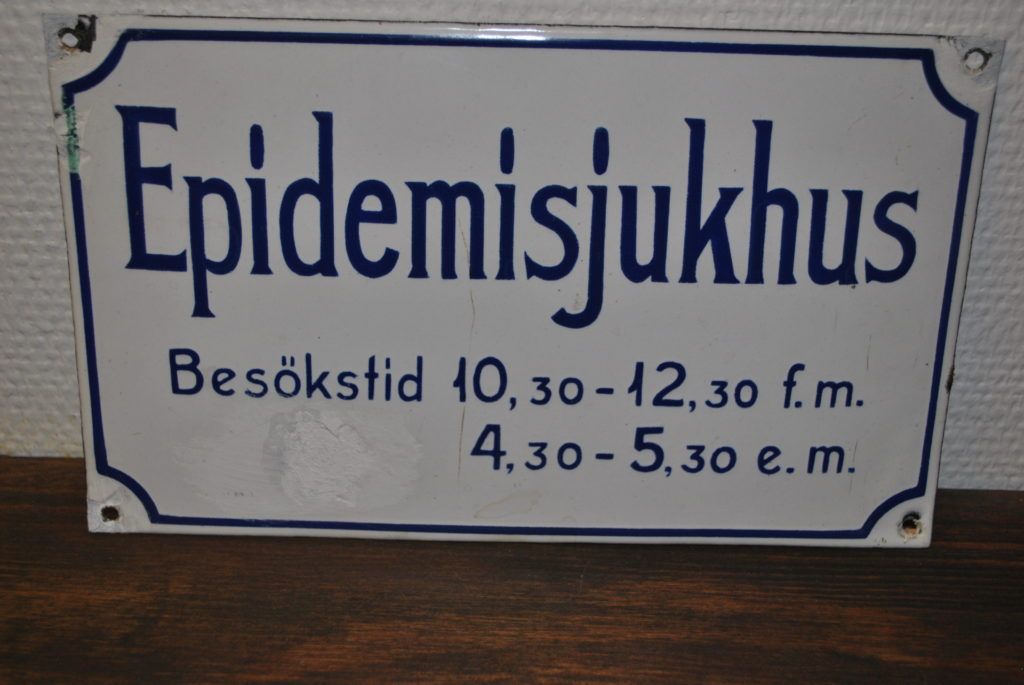 Epidemisjukhus
Besökstid 10,30-12,30 f.m.
4,30-5,30 e.m.